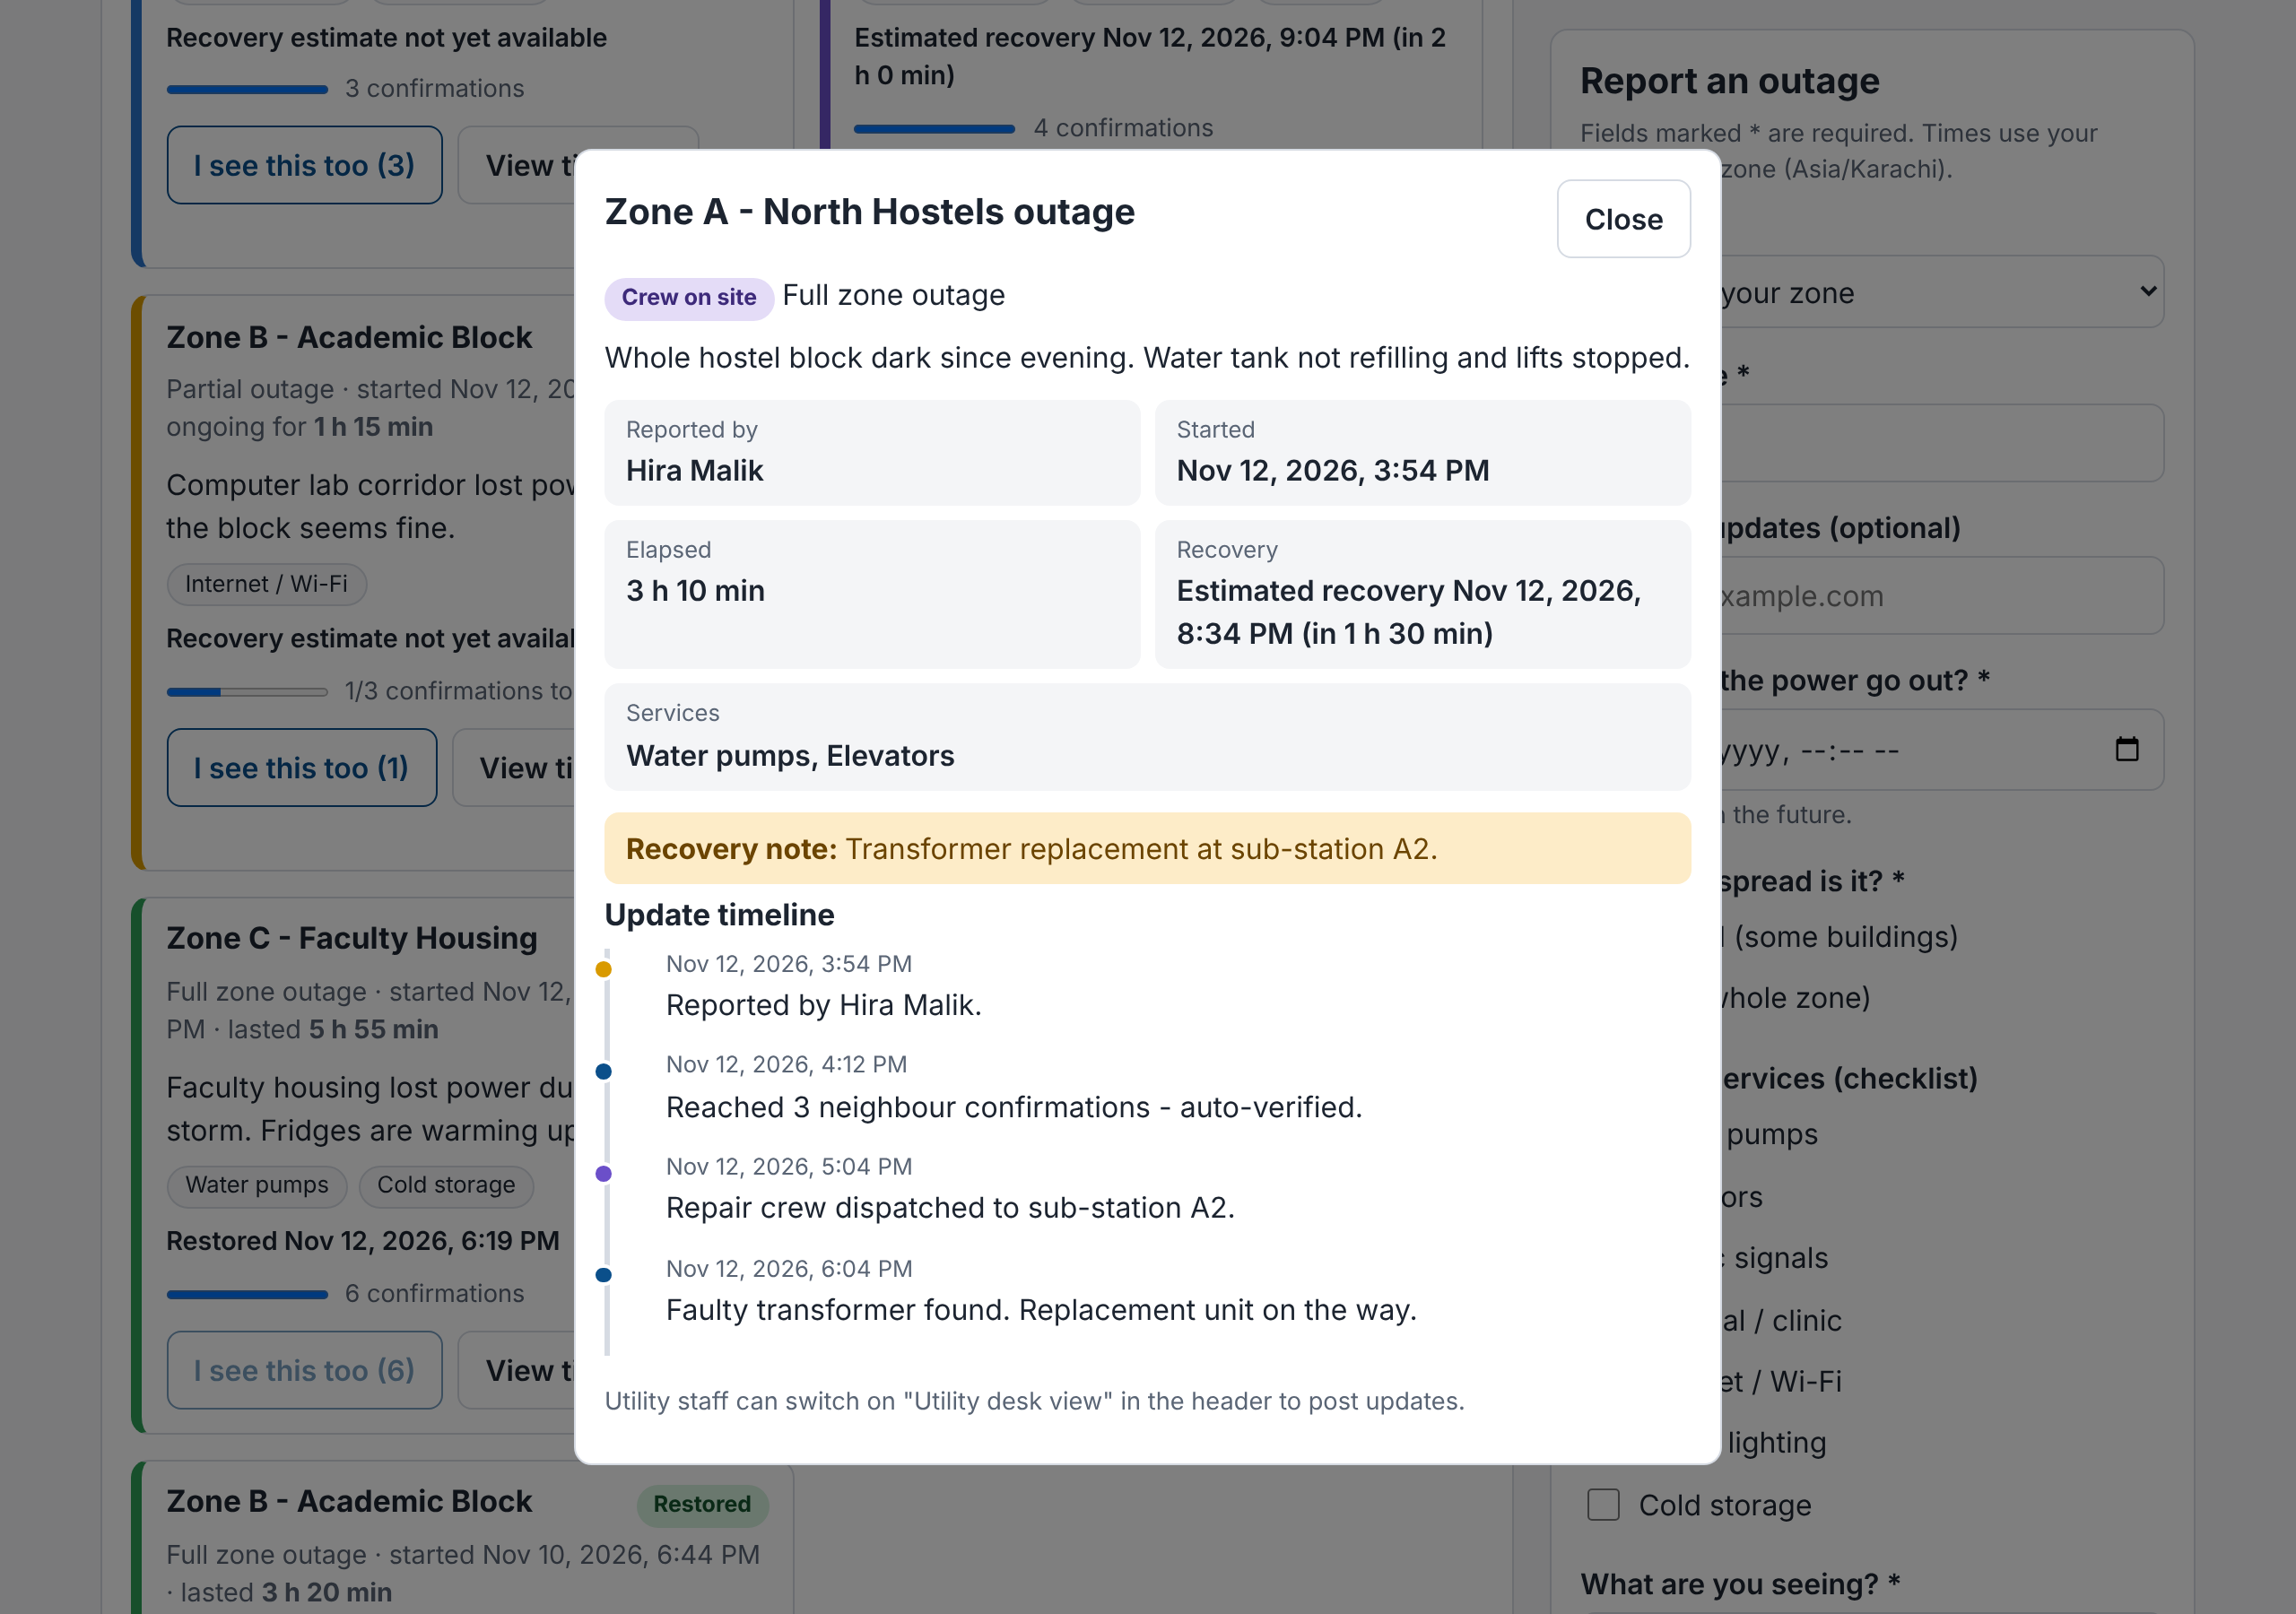 Recovery estimate not yet available
3 confirmations
I see this too (3)
View
Estimated recovery Nov 12, 2026, 9:04 PM (in 2
h 0 min)
4 confirmations
Zone B - Academic Block
Partial outage · started Nov 12,
ongoing for 1 h 15 min
Computer lab corridor lost
the block seems fine.
Internet / Wi-Fi
Recovery estimate not yet
1/3 confirmations to
I see this too (1)
View
Zone C - Faculty Housing
Full zone outage · started Nov 12,
PM · lasted 5 h 55 min
Faculty housing lost power
storm. Fridges are warming up
Water pumps
Cold storage
Restored Nov 12, 2026, 6:19 PM
6 confirmations
I see this too (6)
View
Zone B - Academic Block
Restored
Full zone outage · started Nov 10, 2026, 6:44 PM
· lasted 3 h 20 min
Zone A - North Hostels outage
Close
Crew on site
Full zone outage
Whole hostel block dark since evening. Water tank not refilling and lifts stopped.
Reported by
Hira Malik
Started
Nov 12, 2026, 3:54 PM
Elapsed
3 h 10 min
Recovery
Estimated recovery Nov 12, 2026,
8:34 PM (in 1 h 30 min)
Services
Water pumps, Elevators
Recovery note: Transformer replacement at sub-station A2.
Update timeline
Nov 12, 2026, 3:54 PM
Reported by Hira Malik.
Nov 12, 2026, 4:12 PM
Reached 3 neighbour confirmations - auto-verified.
Nov 12, 2026, 5:04 PM
Repair crew dispatched to sub-station A2.
Nov 12, 2026, 6:04 PM
Faulty transformer found. Replacement unit on the way.
Utility staff can switch on "Utility desk view" in the header to post updates.
Report an outage
Fields marked * are required. Times use your
zone (Asia/Karachi).
your zone
*
(optional)
the power go out? *
--:-- --
the future.
spread is it? *
(some buildings)
zone)
(checklist)
pumps
signals
/ clinic
/ Wi-Fi
lighting
Cold storage
What are you seeing? *